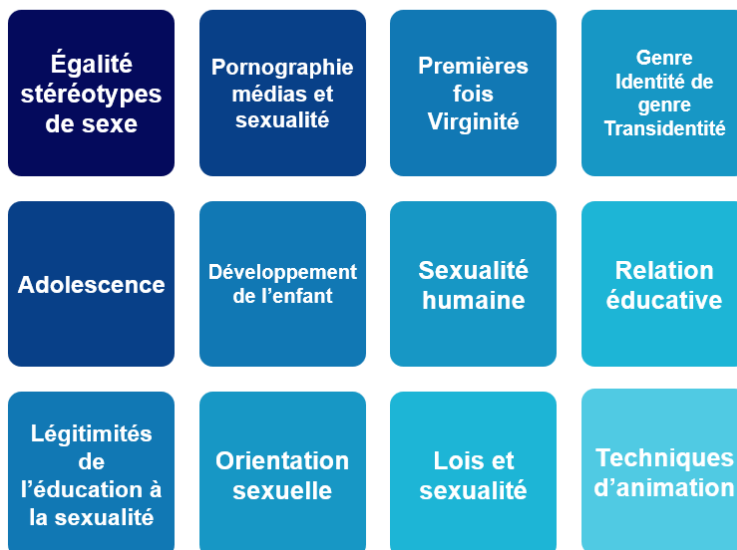 Égalité
stéréotypes
de sexe
Pornographie
médias et
sexualité
Premières
fois
Virginité
Genre
Identité de
genre
Transidentité
Adolescence
Développement
de l’enfant
Sexualité
humaine
Relation
éducative
Légitimités
de
l’éducation à
la sexualité
Orientation
sexuelle
Lois et
sexualité
Techniques
d’animation